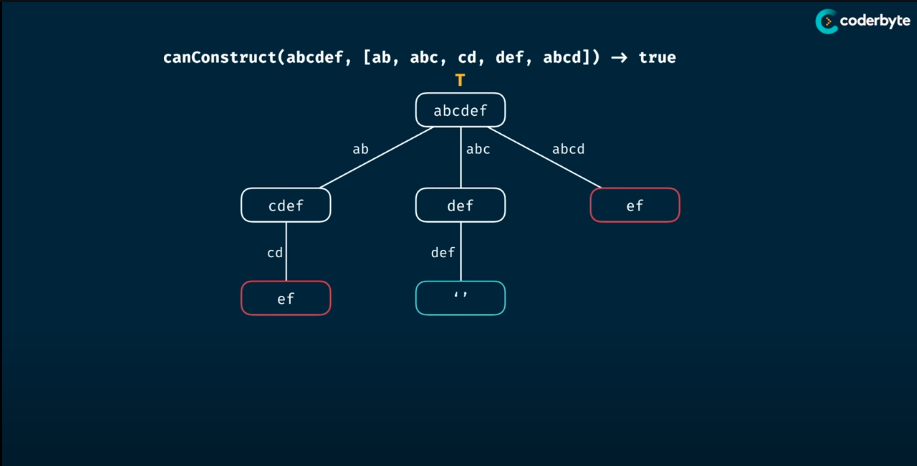 coderbyte
canConstruct(abcdef, [ab, abc, cd, def, abcd]) → true
T
abcdef
ab
abc
abcd
cdef
def
ef
cd
def
ef
‘’